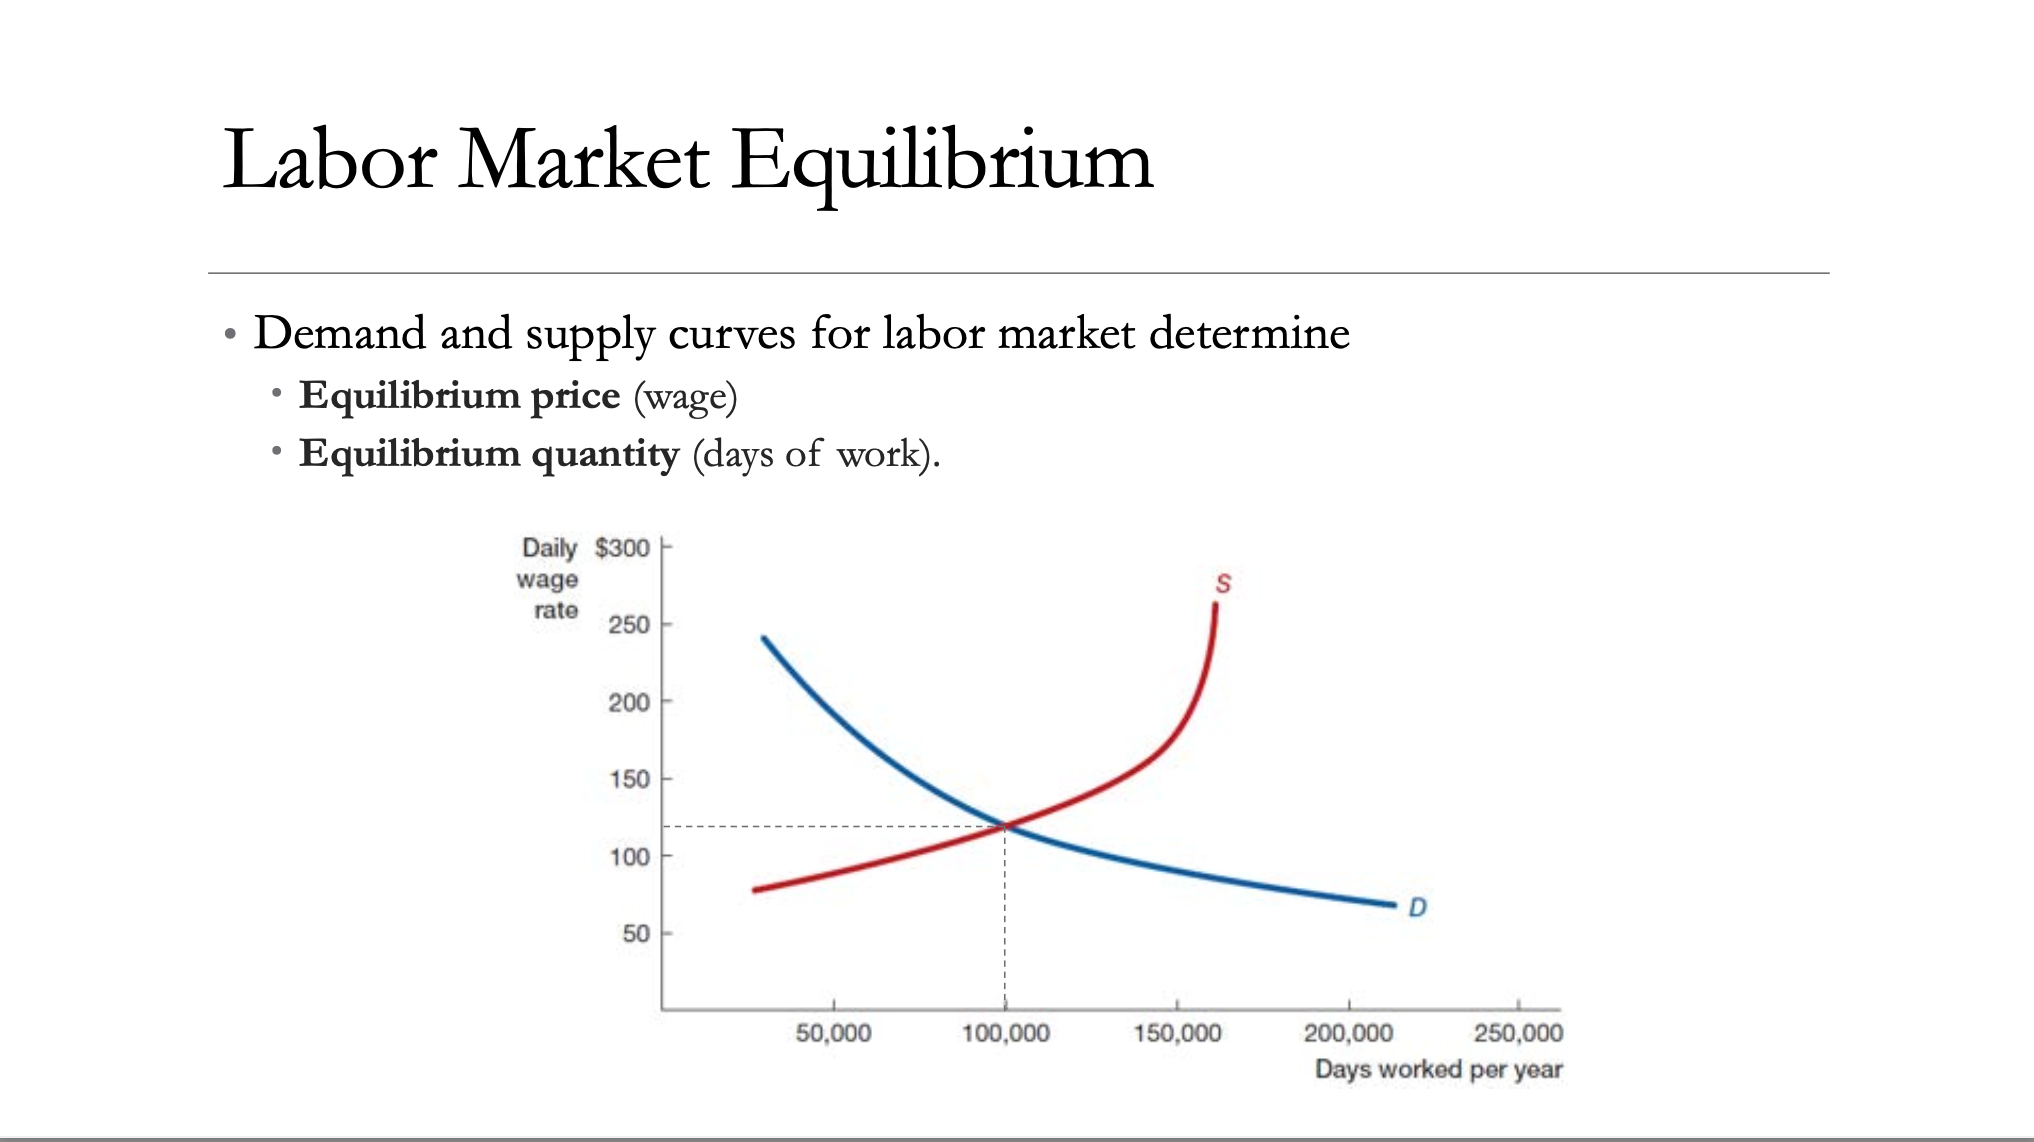 Labor Market Equilibrium
• Demand and supply curves for labor market determine
• Equilibrium price (wage)
• Equilibrium quantity (days of work).
Daily
wage
rate
$300
250
200
150
100
50
S
D
50,000 100,000 150,000 200,000 250,000
Days worked per year